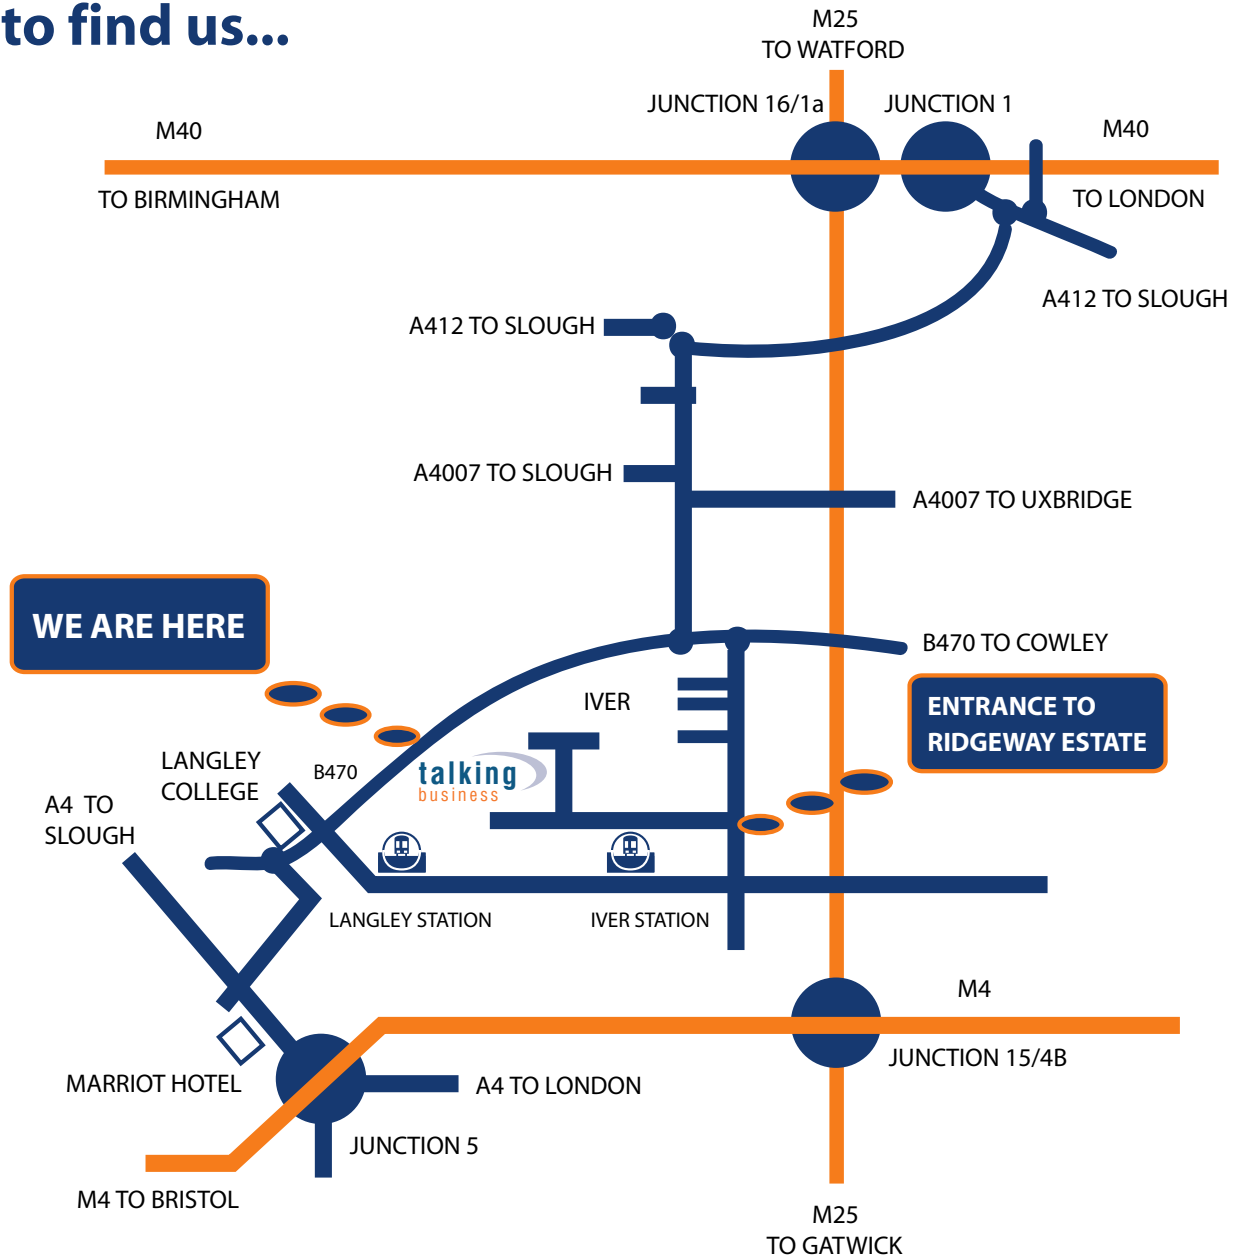 to find us...
M25
TO WATFORD
JUNCTION 16/1a
JUNCTION 1
M40
M40
TO BIRMINGHAM
TO LONDON
A412 TO SLOUGH
A412 TO SLOUGH
A4007 TO SLOUGH
A4007 TO UXBRIDGE
WE ARE HERE
B470 TO COWLEY
IVER
ENTRANCE TO
RIDGEWAY ESTATE
LANGLEY
COLLEGE
B470
talking
business
A4 TO
SLOUGH
LANGLEY STATION
IVER STATION
M4
JUNCTION 15/4B
MARRIOT HOTEL
A4 TO LONDON
JUNCTION 5
M4 TO BRISTOL
M25
TO GATWICK